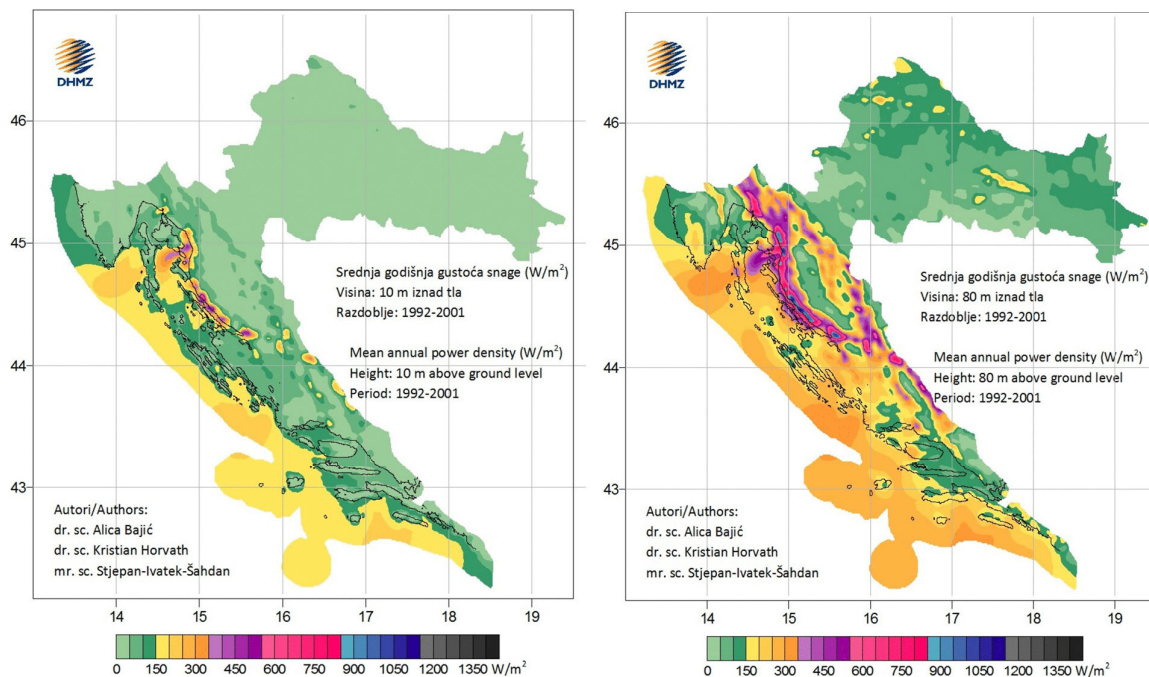 DHMZ
46
45
44
43
Srednja godišnja gustoća snage (W/m²)
Visina: 10 m iznad tla
Razdoblje: 1992-2001
Mean annual power density (W/m²)
Height: 10 m above ground level
Period: 1992-2001
Autori/Authors:
dr. sc. Alica Bajić
dr. sc. Kristian Horvath
mr. sc. Stjepan-Ivatek-Šahdan
14 15 16 17 18 19
0 150 300 450 600 750 900 1050 1200 1350 W/m²
DHMZ
46
45
44
43
Srednja godišnja gustoća snage (W/m²)
Visina: 80 m iznad tla
Razdoblje: 1992-2001
Mean annual power density (W/m²)
Height: 80 m above ground level
Period: 1992-2001
Autori/Authors:
dr. sc. Alica Bajić
dr. sc. Kristian Horvath
mr. sc. Stjepan-Ivatek-Šahdan
14 15 16 17 18 19
0 150 300 450 600 750 900 1050 1200 1350 W/m²